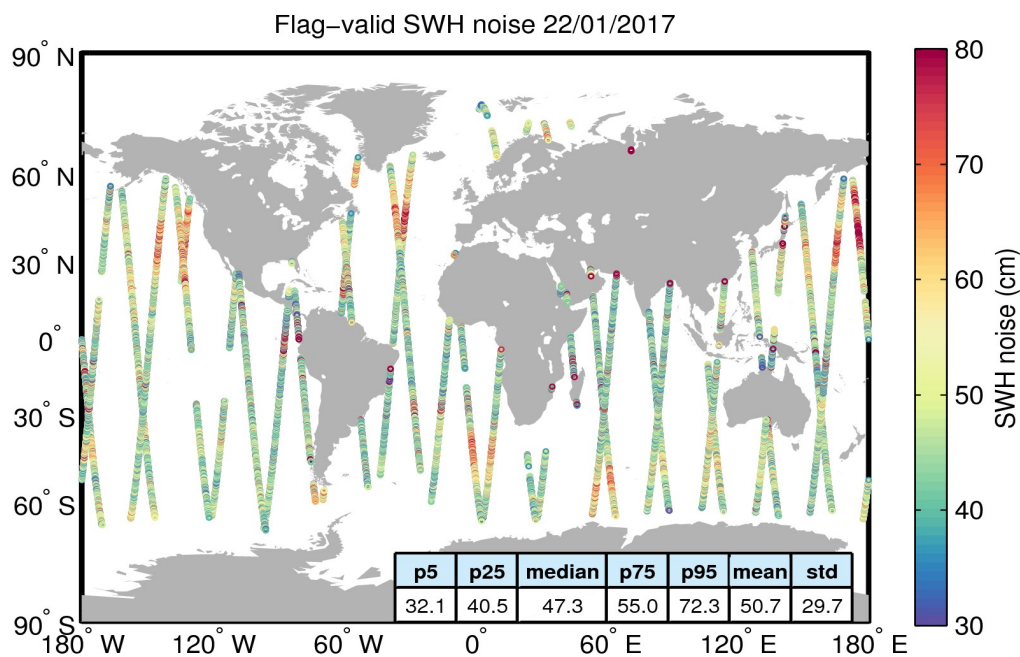 Flag−valid SWH noise 22/01/2017
90° N
60° N
30° N
0°
30° S
60° S
90° S
180° W
120° W
60° W
0°
60° E
120° E
180° E
80
70
60
50
40
30
SWH noise (cm)
p5 p25 median p75 p95 mean std
32.1 40.5 47.3 55.0 72.3 50.7 29.7